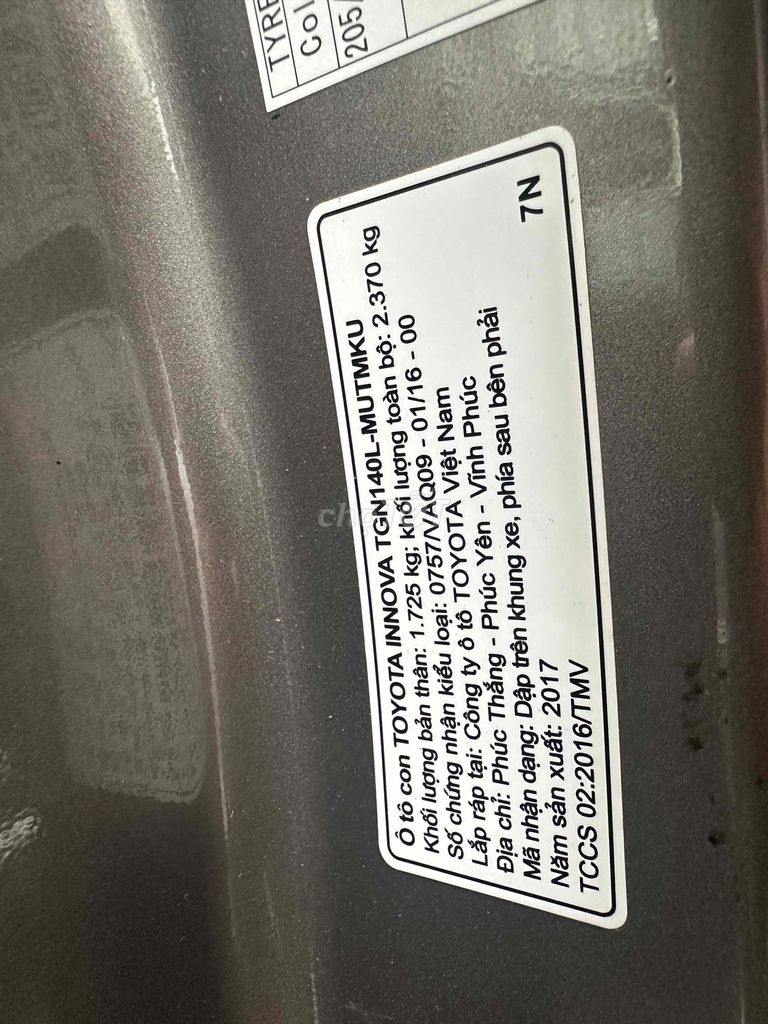 TYRE
Col
205/
Ô tô con TOYOTA INNOVA TGN140L-MUTMKU
Khối lượng bản thân: 1.725 kg; khối lượng toàn bộ: 2.370 kg
Số chứng nhận kiểu loại: 0757/VAQ09 - 01/16 - 00
Lắp ráp tại: Công ty ô tô TOYOTA Việt Nam
Địa chỉ: Phúc Thắng - Phúc Yên - Vĩnh Phúc
Mã nhận dạng: Dập trên khung xe, phía sau bên phải
Năm sản xuất: 2017
TCCS 02:2016/TMV
7N